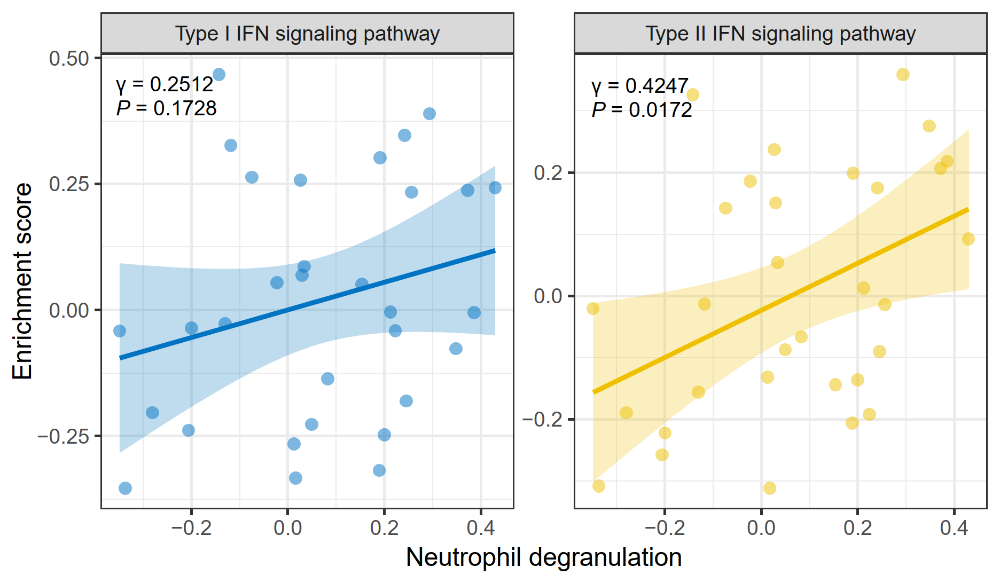 Type I IFN signaling pathway
Type II IFN signaling pathway
γ = 0.2512
P = 0.1728
γ = 0.4247
P = 0.0172
0.50
0.25
0.00
−0.25
0.2
0.0
−0.2
−0.2 0.0 0.2 0.4
−0.2 0.0 0.2 0.4
Enrichment score
Neutrophil degranulation